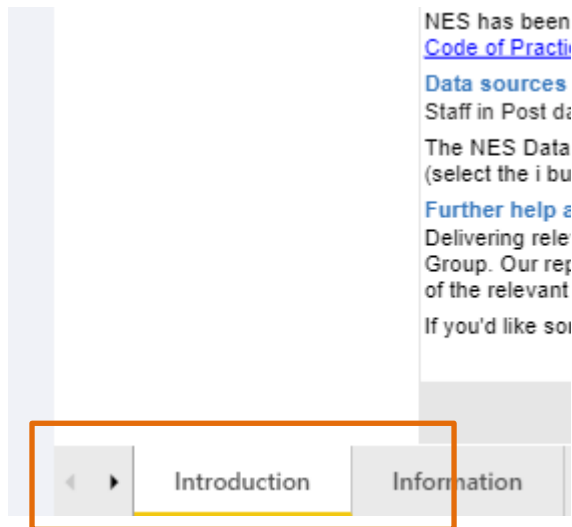 NES has been
Code of Practi
Data sources
Staff in Post da
The NES Data
(select the i bu
Further help a
Delivering rele
Group. Our rep
of the relevant
If you'd like so
Introduction
Information